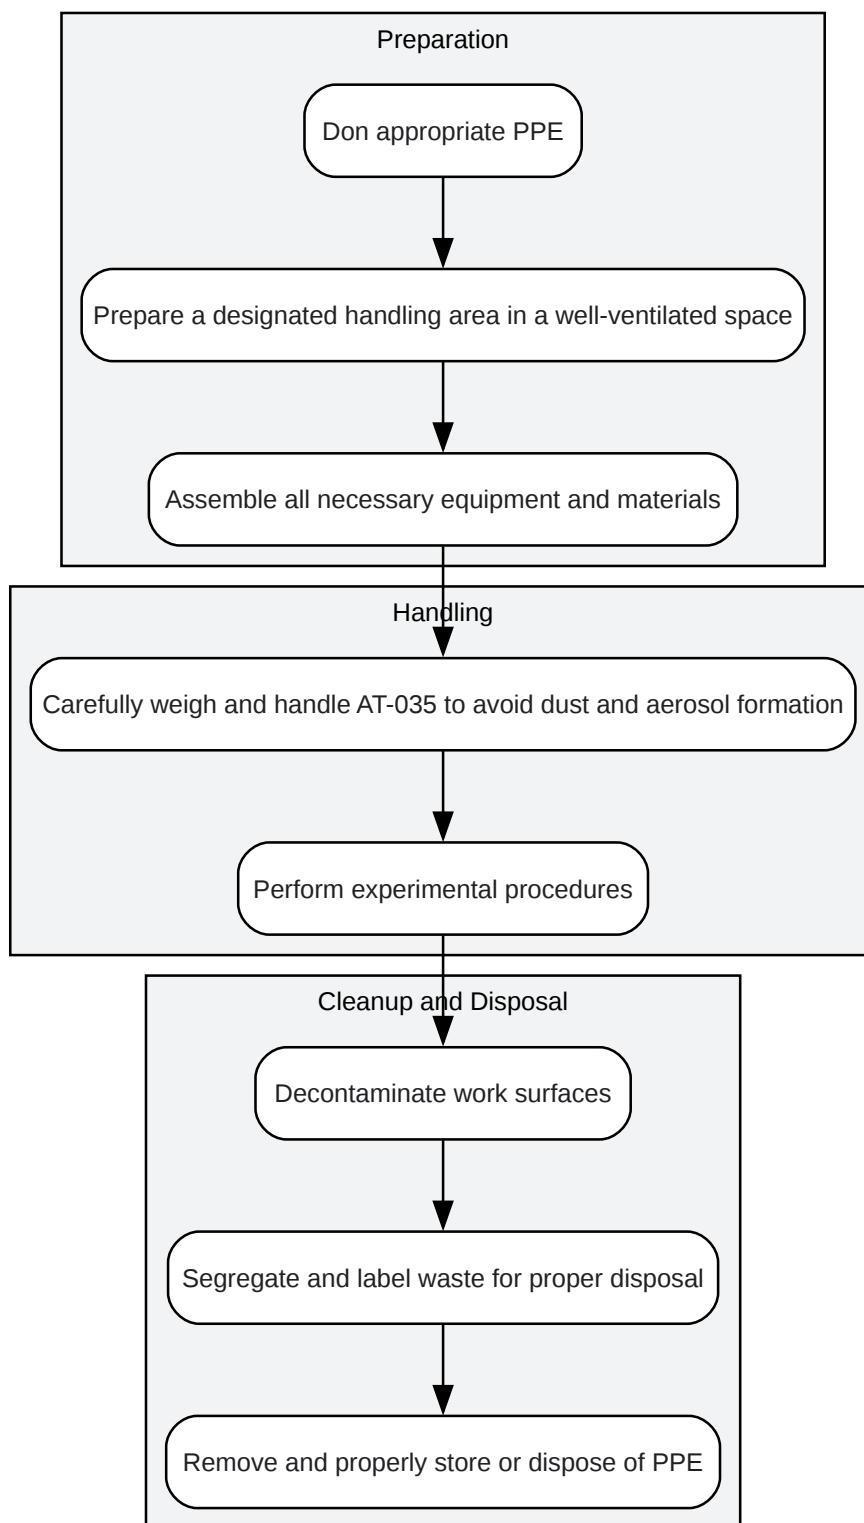 Preparation
Don appropriate PPE
Prepare a designated handling area in a well-ventilated space
Assemble all necessary equipment and materials
Handling
Carefully weigh and handle AT-035 to avoid dust and aerosol formation
Perform experimental procedures
Cleanup and Disposal
Decontaminate work surfaces
Segregate and label waste for proper disposal
Remove and properly store or dispose of PPE